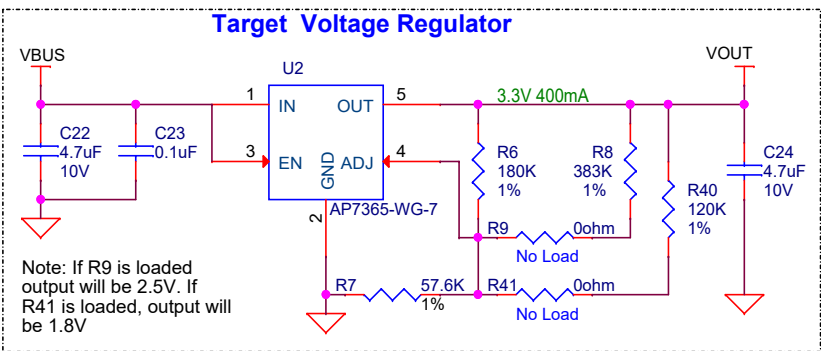 Target Voltage Regulator
VBUS
VOUT
U2
1
IN
OUT
5
3.3V 400mA
C22
4.7uF
10V
C23
0.1uF
3
EN
GND
ADJ
4
2
AP7365-WG-7
R6
180K
1%
R8
383K
1%
C24
4.7uF
10V
R40
120K
1%
R9
0ohm
No Load
R7
57.6K
1%
R41
0ohm
No Load
Note: If R9 is loaded
output will be 2.5V. If
R41 is loaded, output will
be 1.8V